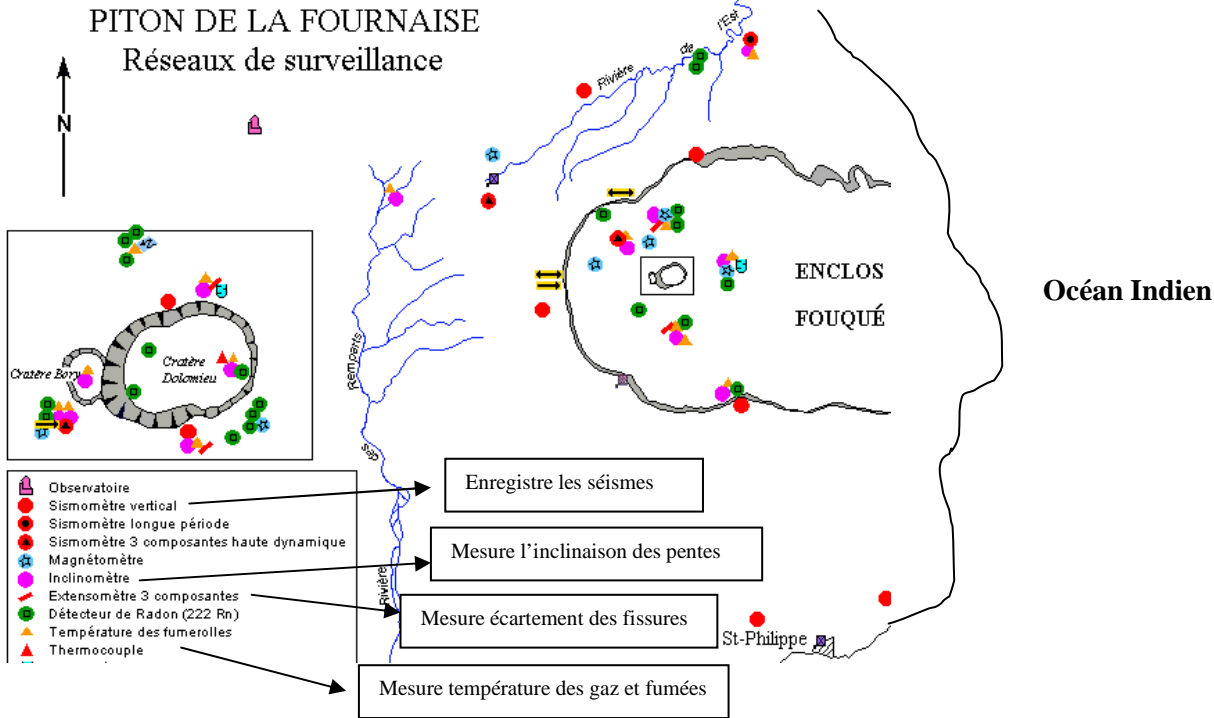 PITON DE LA FOURNAISE
Réseaux de surveillance
N
Rivière de l'Est
ENCLOS
FOUQUÉ
Océan Indien
Cratère Bory
Cratère
Dolomieu
Rivière des Remparts
St-Philippe
Observatoire
Sismomètre vertical
Sismomètre longue période
Sismomètre 3 composantes haute dynamique
Magnétomètre
Inclinomètre
Extensomètre 3 composantes
Détecteur de Radon (222 Rn)
Température des fumerolles
Thermocouple
Enregistre les séismes
Mesure l'inclinaison des pentes
Mesure écartement des fissures
Mesure température des gaz et fumées